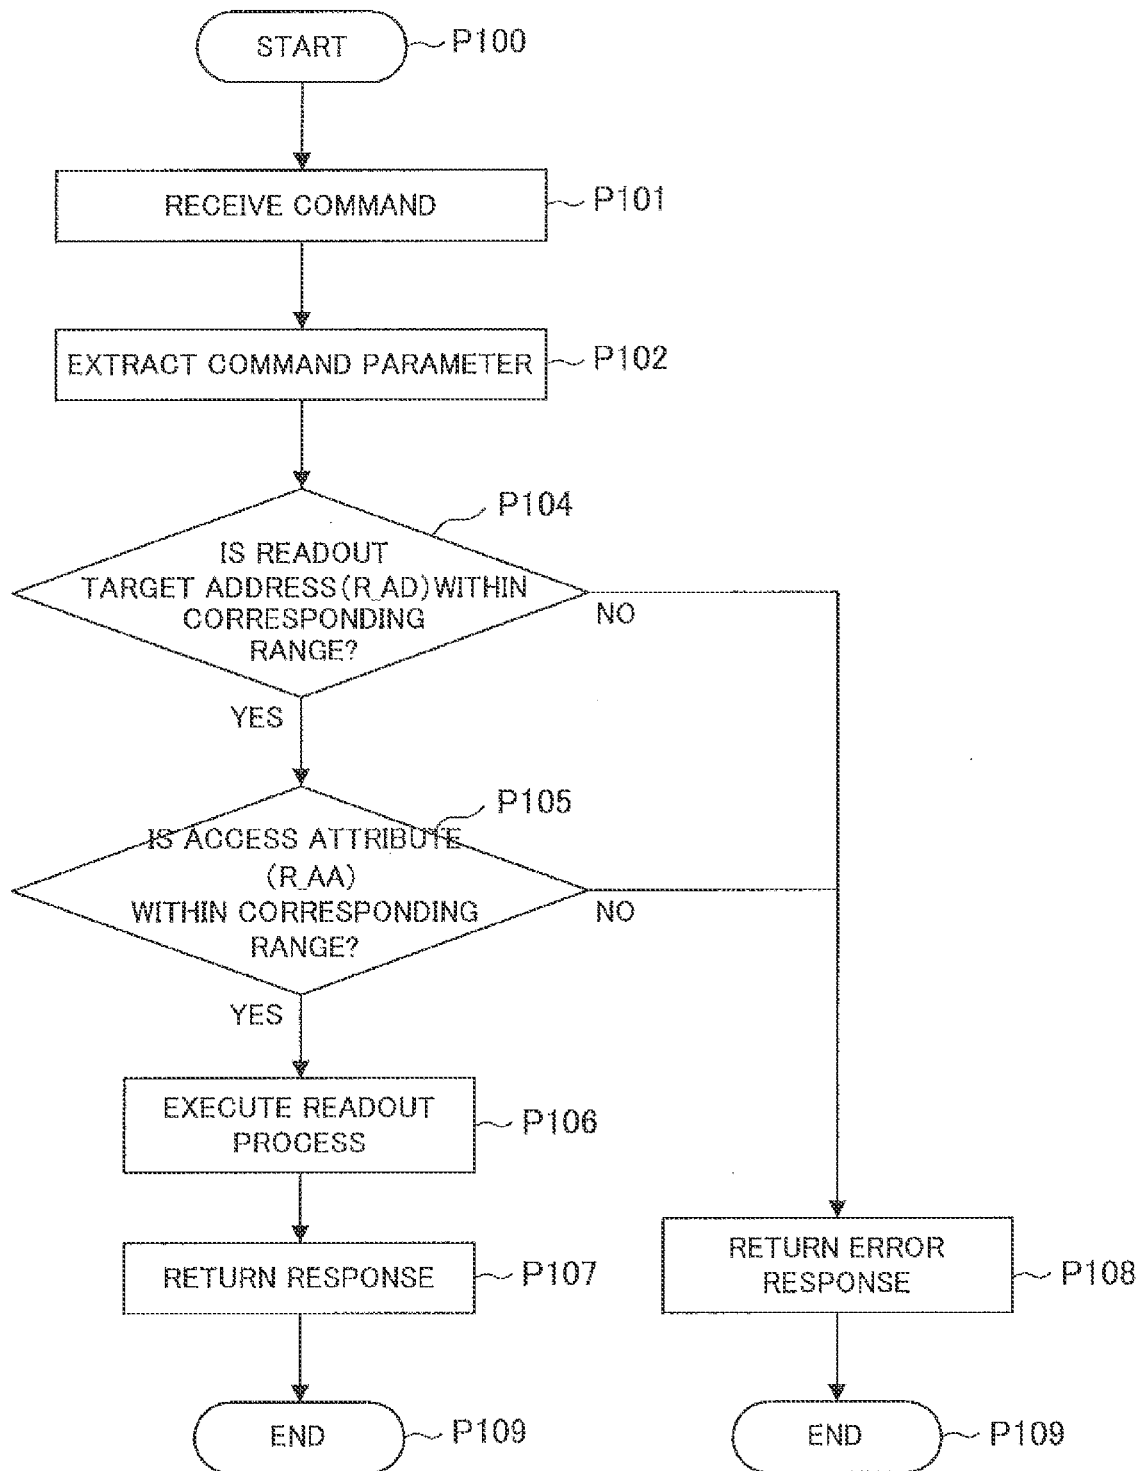 START
P100
RECEIVE COMMAND
P101
EXTRACT COMMAND PARAMETER
P102
P104
IS READOUT
TARGET ADDRESS(R_AD)WITHIN
CORRESPONDING
RANGE?
NO
YES
P105
IS ACCESS ATTRIBUTE
(R_AA)
WITHIN CORRESPONDING
RANGE?
NO
YES
EXECUTE READOUT
PROCESS
P106
RETURN RESPONSE
P107
RETURN ERROR
RESPONSE
P108
END
P109
END
P109